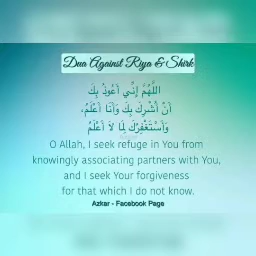 Dua Against Riya & Shirk
اللَّهُمَّ إِنِّي أَعُوذُ بِكَ
أَنْ أُشْرِكَ بِكَ وَأَنَا أَعْلَمُ،
وَأَسْتَغْفِرُكَ لِمَا لاَ أَعْلَمُ
O Allah, I seek refuge in You from
knowingly associating partners with You,
and I seek Your forgiveness
for that which I do not know.
Azkar - Facebook Page